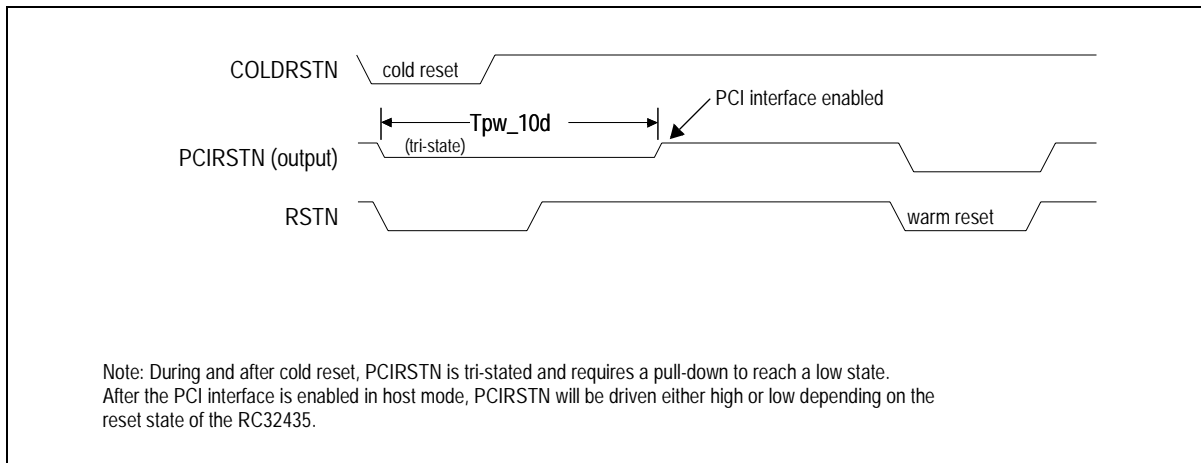 COLDRSTN
cold reset
PCI interface enabled
Tpw_10d
(tri-state)
PCIRSTN (output)
RSTN
warm reset
Note: During and after cold reset, PCIRSTN is tri-stated and requires a pull-down to reach a low state.
After the PCI interface is enabled in host mode, PCIRSTN will be driven either high or low depending on the
reset state of the RC32435.